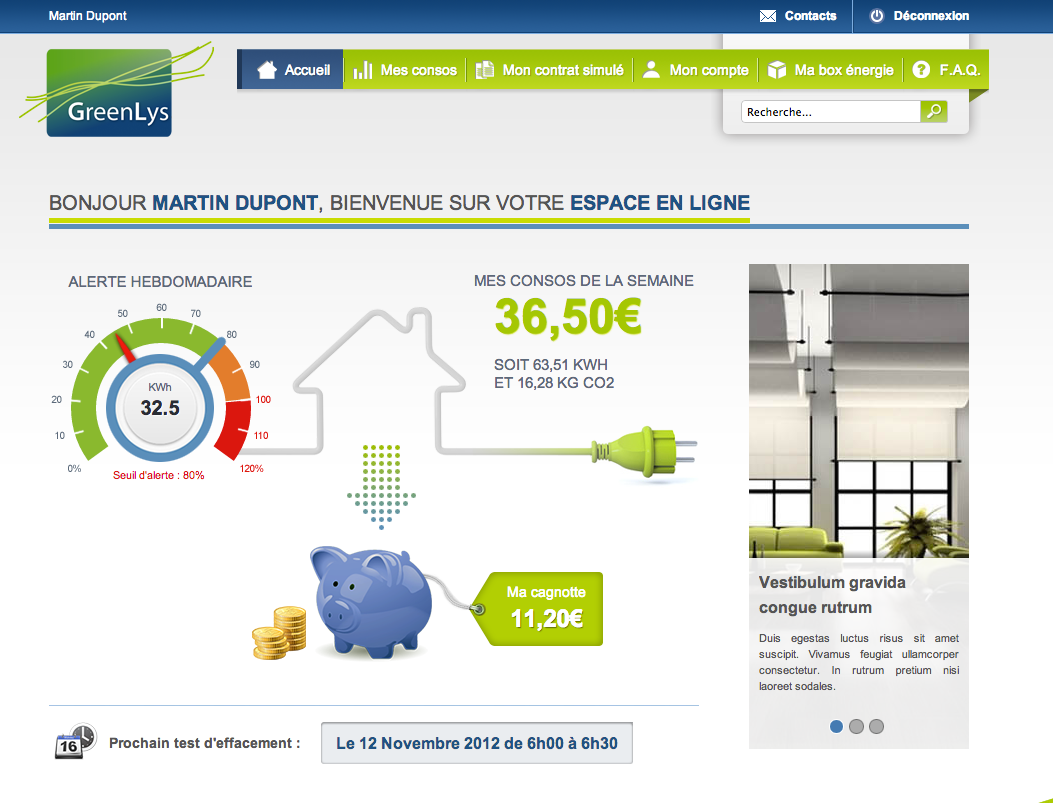 Martin Dupont
Contacts
Déconnexion
GreenLys
Accueil
Mes consos
Mon contrat simulé
Mon compte
Ma box énergie
? F.A.Q.
Recherche...
BONJOUR MARTIN DUPONT, BIENVENUE SUR VOTRE ESPACE EN LIGNE
ALERTE HEBDOMADAIRE
0%
10
20
30
40
50
60
70
80
90
100
110
120%
KWh
32.5
Seuil d'alerte : 80%
MES CONSOS DE LA SEMAINE
36,50€
SOIT 63,51 KWH
ET 16,28 KG CO2
Ma cagnotte
11,20€
Vestibulum gravida
congue rutrum
Duis egestas luctus risus sit amet
suscipit. Vivamus feugiat ullamcorper
consectetur. In rutrum pretium nisi
laoreet sodales.
16
Prochain test d'effacement :
Le 12 Novembre 2012 de 6h00 à 6h30